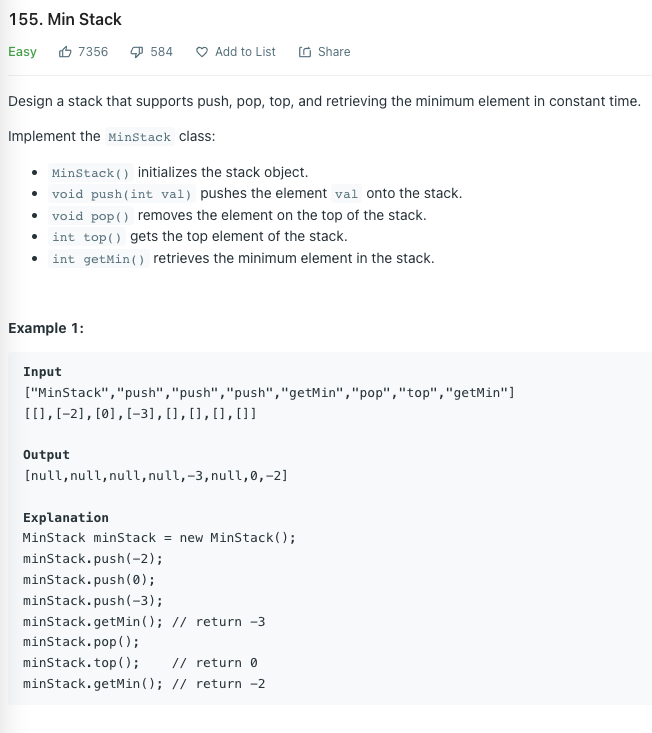 155. Min Stack
Easy 7356 584 Add to List Share
Design a stack that supports push, pop, top, and retrieving the minimum element in constant time.
Implement the MinStack class:
• MinStack() initializes the stack object.
• void push(int val) pushes the element val onto the stack.
• void pop() removes the element on the top of the stack.
• int top() gets the top element of the stack.
• int getMin() retrieves the minimum element in the stack.
Example 1:
Input
["MinStack","push","push","push","getMin","pop","top","getMin"]
[[],[-2],[0],[-3],[],[],[],[]]
Output
[null,null,null,null,-3,null,0,-2]
Explanation
MinStack minStack = new MinStack();
minStack.push(-2);
minStack.push(0);
minStack.push(-3);
minStack.getMin(); // return -3
minStack.pop();
minStack.top();    // return 0
minStack.getMin(); // return -2